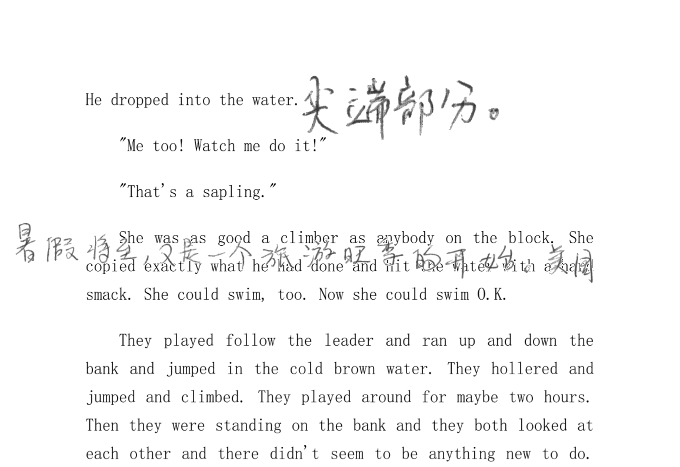 He dropped into the water.
尖端部分。
"Me too! Watch me do it!"
"That's a sapling."
She was as good a climber as anybody on the block. She
暑假将至,又是一个旅游旺季的开始。美国
copied exactly what he had done and hit the water with a hard
smack. She could swim, too. Now she could swim O.K.
They played follow the leader and ran up and down the
bank and jumped in the cold brown water. They hollered and
jumped and climbed. They played around for maybe two hours.
Then they were standing on the bank and they both looked at
each other and there didn't seem to be anything new to do.